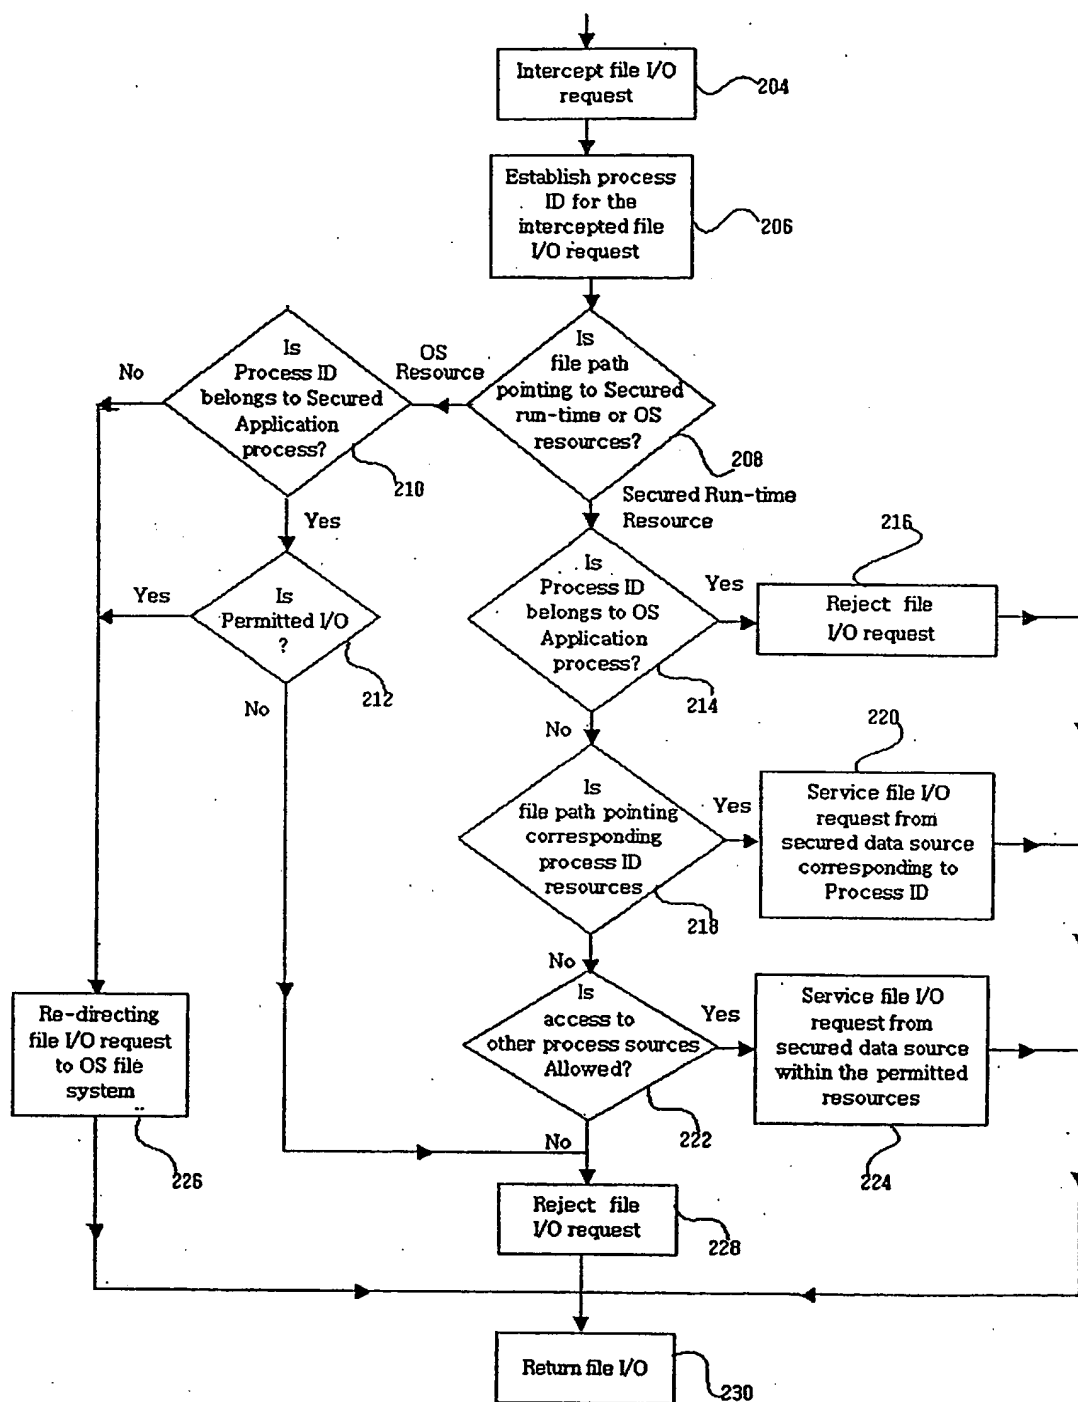 Intercept file I/O
request
204
Establish process
ID for the
intercepted file
I/O request
206
Is
file path
pointing to Secured
run-time or OS
resources?
208
OS
Resource
Is
Process ID
belongs to Secured
Application
process?
210
No
Yes
Secured Run-time
Resource
Is
Permitted I/O
?
212
Yes
No
Is
Process ID
belongs to OS
Application
process?
214
Yes
216
Reject file
I/O request
No
Is
file path pointing
corresponding
process ID
resources
218
Yes
220
Service file I/O
request from
secured data source
corresponding to
Process ID
No
Is
access to
other process sources
Allowed?
222
Yes
Service file I/O
request from
secured data source
within the permitted
resources
224
No
Re-directing
file I/O request
to OS file
system
226
Reject file
I/O request
228
Return file I/O
230